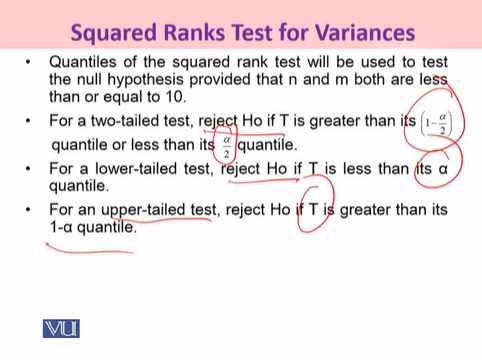 Squared Ranks Test for Variances
• Quantiles of the squared rank test will be used to test
the null hypothesis provided that n and m both are less
than or equal to 10.
• For a two-tailed test, reject Ho if T is greater than its (1−α/2)
quantile or less than its α/2 quantile.
• For a lower-tailed test, reject Ho if T is less than its α
quantile.
• For an upper-tailed test, reject Ho if T is greater than its
1-α quantile.
VU